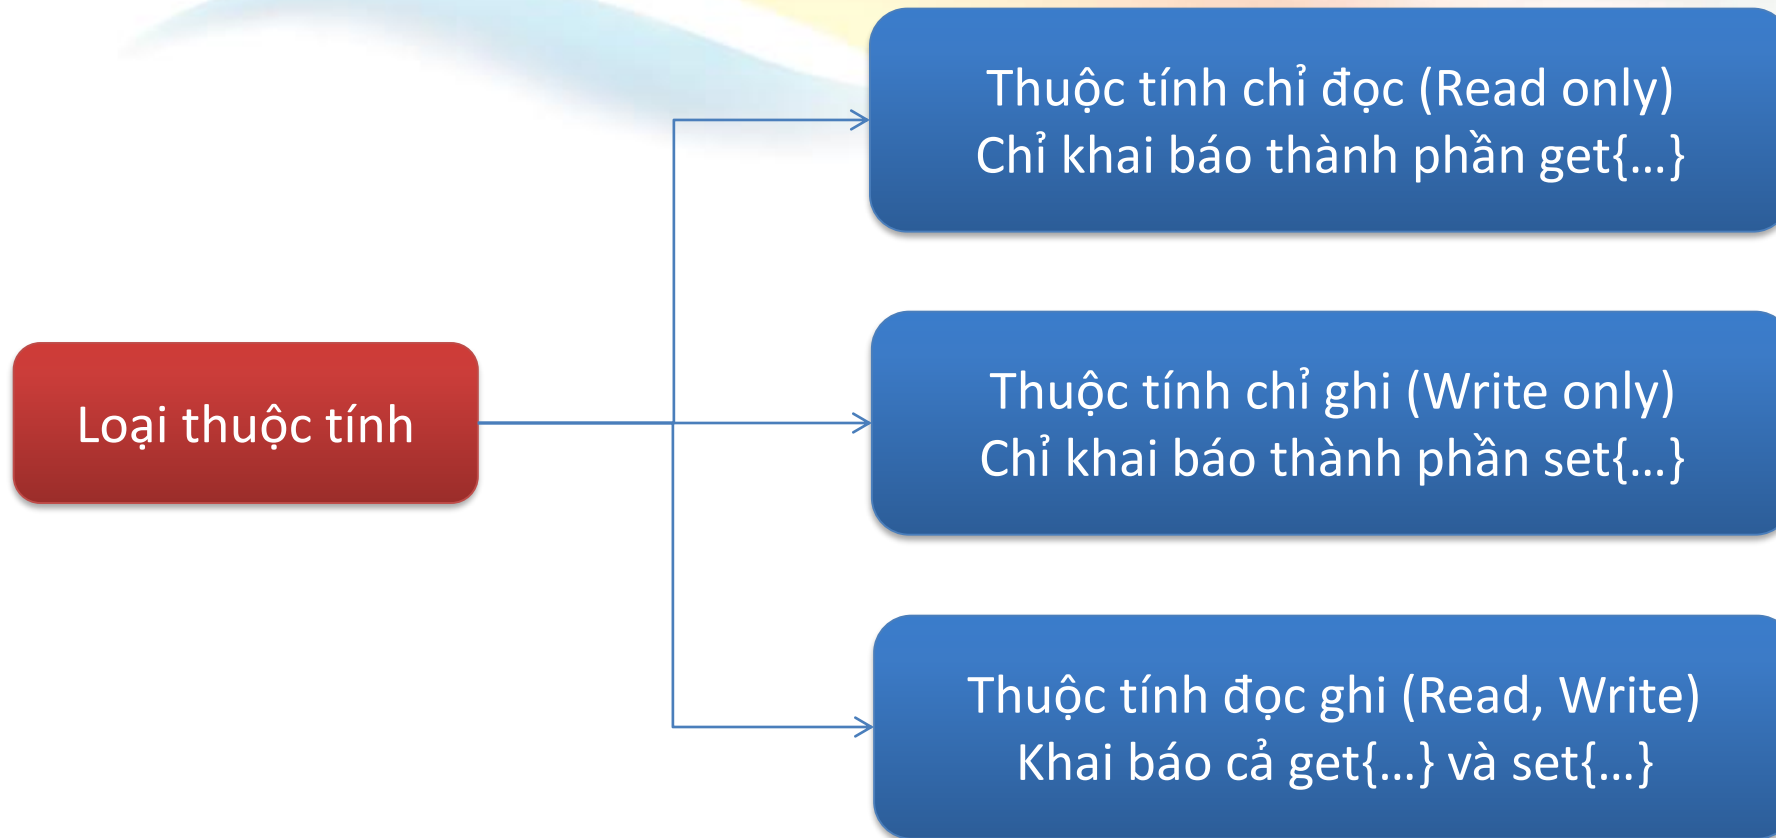 Thuộc tính chỉ đọc (Read only)
Chỉ khai báo thành phần get{...}
Loại thuộc tính
Thuộc tính chỉ ghi (Write only)
Chỉ khai báo thành phần set{...}
Thuộc tính đọc ghi (Read, Write)
Khai báo cả get{...} và set{...}